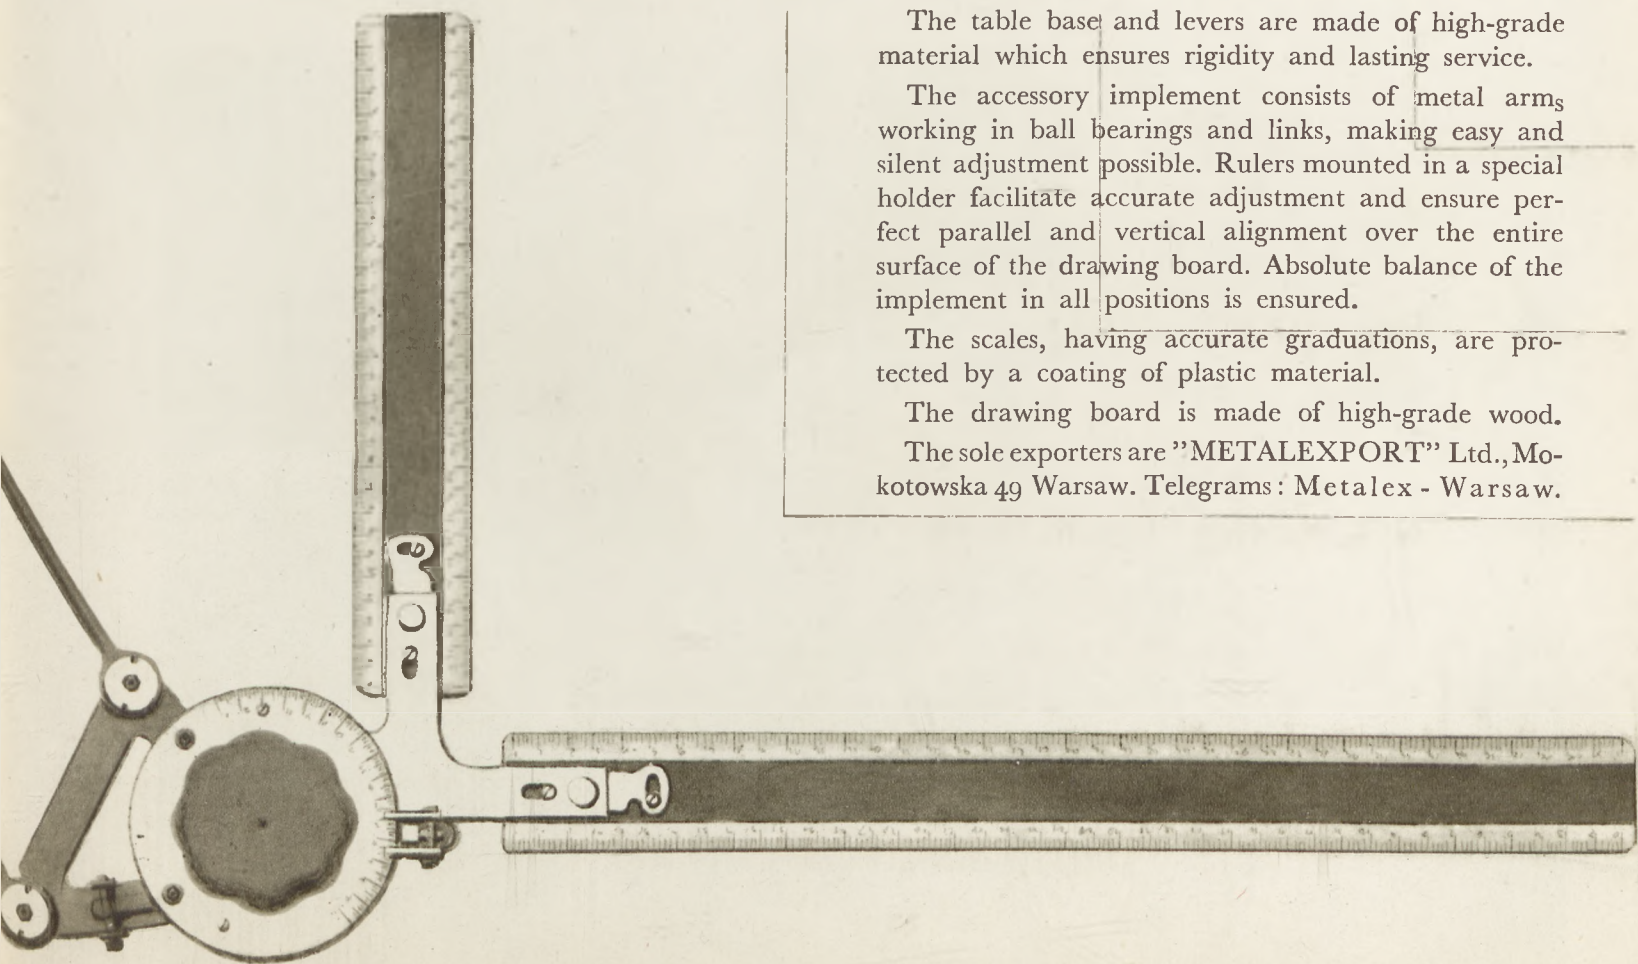 The table base and levers are made of high-grade
material which ensures rigidity and lasting service.
The accessory implement consists of metal arms
working in ball bearings and links, making easy and
silent adjustment possible. Rulers mounted in a special
holder facilitate accurate adjustment and ensure per-
fect parallel and vertical alignment over the entire
surface of the drawing board. Absolute balance of the
implement in all positions is ensured.
The scales, having accurate graduations, are pro-
tected by a coating of plastic material.
The drawing board is made of high-grade wood.
The sole exporters are ”METALEXPORT” Ltd., Mo-
kotowska 49 Warsaw. Telegrams: Metalex - Warsaw.